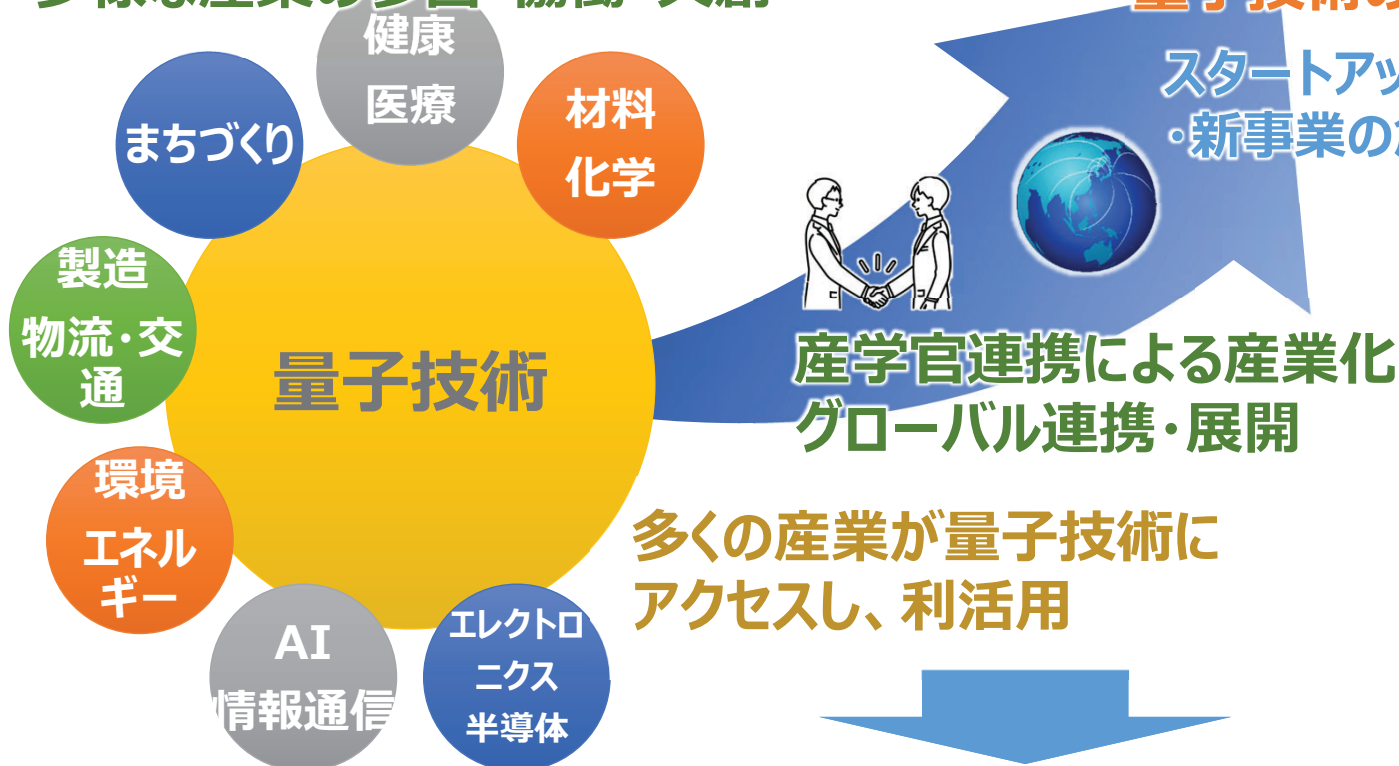 健康
医療
材料
化学
まちづくり
製造
物流・交
通
環境
エネル
ギー
AI
情報通信
エレクトロ
ニクス
半導体
量子技術
量子技術
スタートアッ
・新事業の
産学官連携による産業化
グローバル連携・展開
多くの産業が量子技術に
アクセスし、利活用